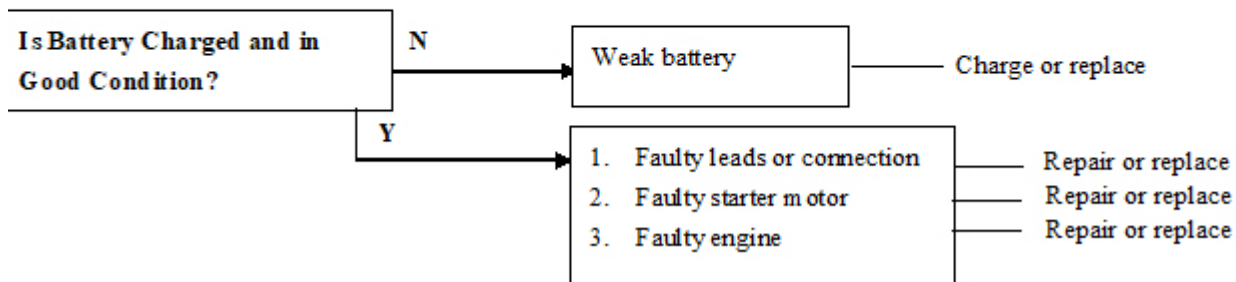 Is Battery Charged and in
Good Condition?
N
Weak battery
Charge or replace
Y
1. Faulty leads or connection
2. Faulty starter motor
3. Faulty engine
Repair or replace
Repair or replace
Repair or replace